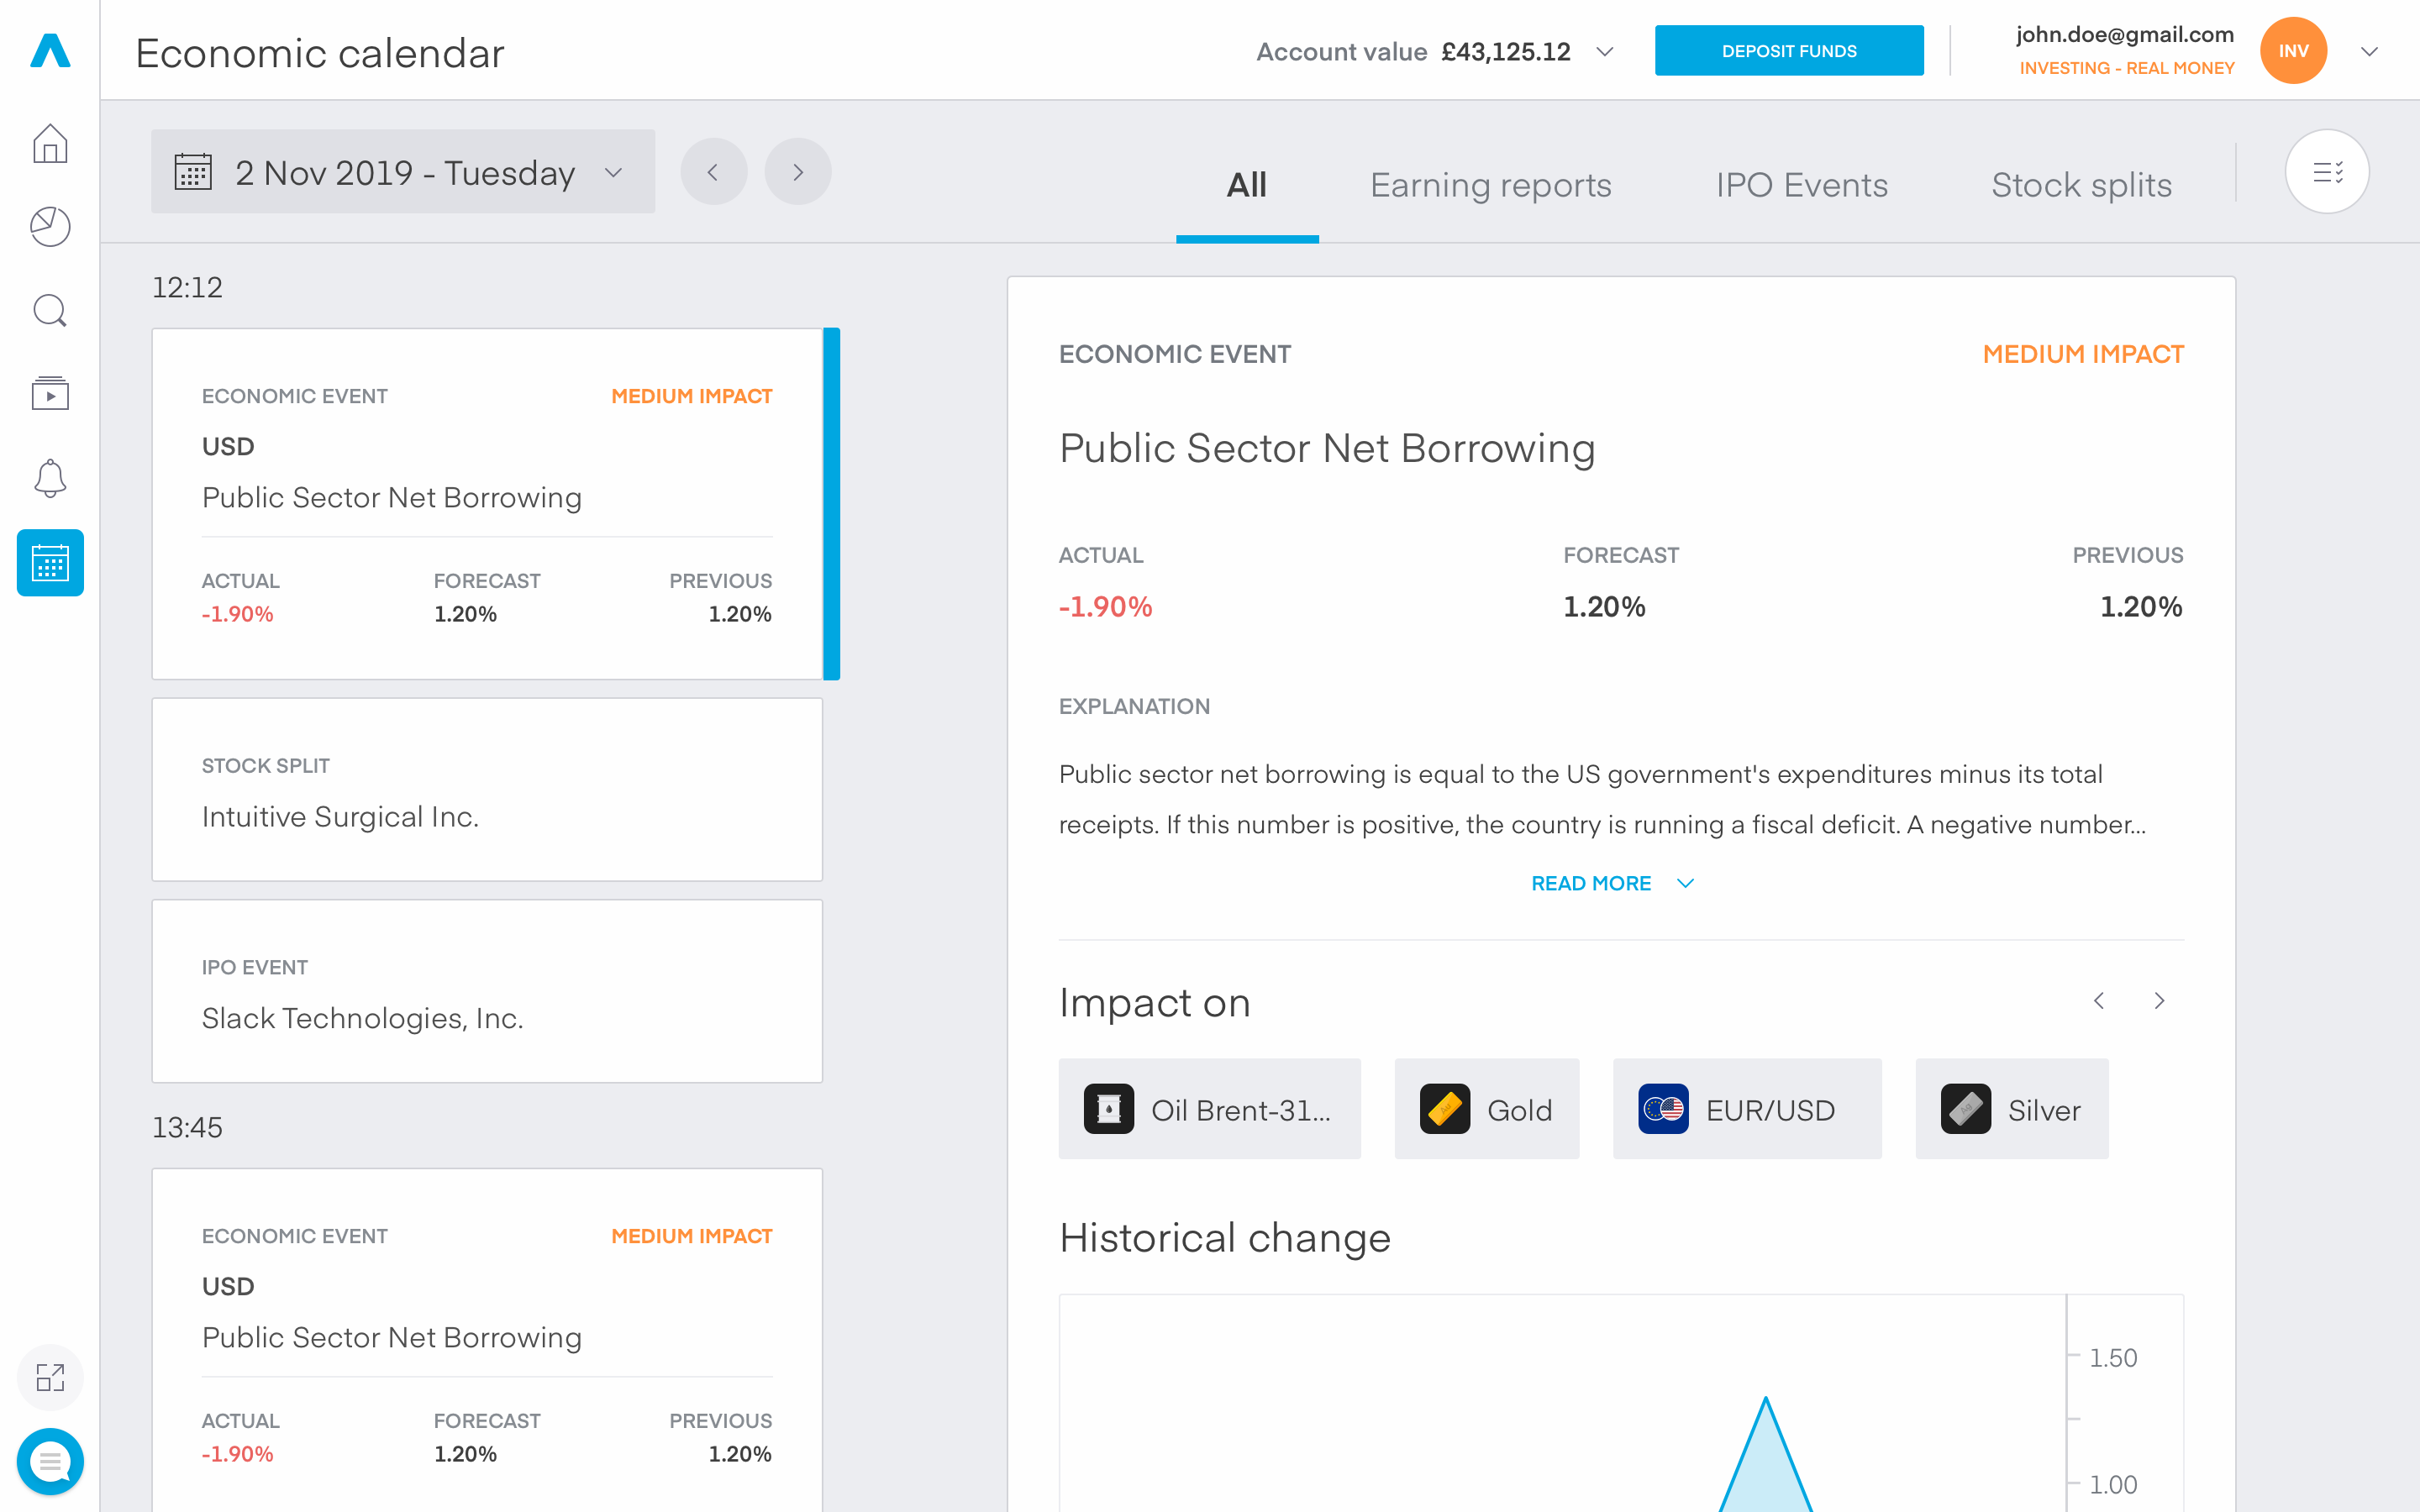 Economic calendar
Account value £43,125.12
DEPOSIT FUNDS
john.doe@gmail.com
INVESTING - REAL MONEY
INV
2 Nov 2019 - Tuesday
All
Earning reports
IPO Events
Stock splits
12:12
ECONOMIC EVENT
MEDIUM IMPACT
USD
Public Sector Net Borrowing
ACTUAL
FORECAST
PREVIOUS
-1.90%
1.20%
1.20%
STOCK SPLIT
Intuitive Surgical Inc.
IPO EVENT
Slack Technologies, Inc.
13:45
ECONOMIC EVENT
MEDIUM IMPACT
USD
Public Sector Net Borrowing
ACTUAL
FORECAST
PREVIOUS
-1.90%
1.20%
1.20%
ECONOMIC EVENT
MEDIUM IMPACT
Public Sector Net Borrowing
ACTUAL
FORECAST
PREVIOUS
-1.90%
1.20%
1.20%
EXPLANATION
Public sector net borrowing is equal to the US government's expenditures minus its total
receipts. If this number is positive, the country is running a fiscal deficit. A negative number...
READ MORE
Impact on
Oil Brent-31...
Au
Gold
EUR/USD
Ag
Silver
Historical change
1.50
1.00